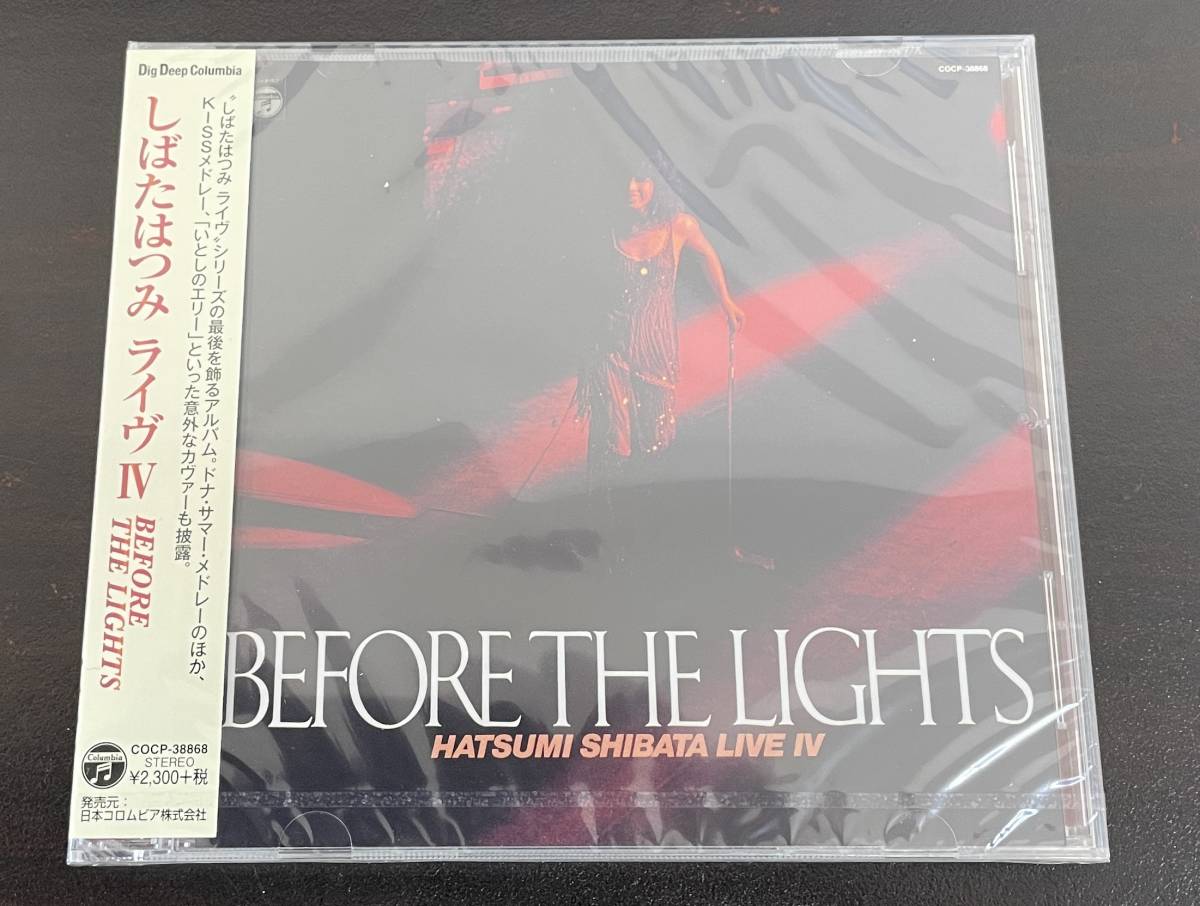 Dig Deep Columbia
“しばたはつみ ライヴ”シリーズの最後を飾るアルバム。ドナ・サマー・メドレーのほか、
KISSメドレー、「いとしのエリー」といった意外なカヴァーも披露。
しばたはつみ ライヴ IV
BEFORE
THE LIGHTS
Columbia
COCP-38868
STEREO
¥2,300+税
発売元:
日本コロムビア株式会社
COCP-38868
BEFORE THE LIGHTS
HATSUMI SHIBATA LIVE IV